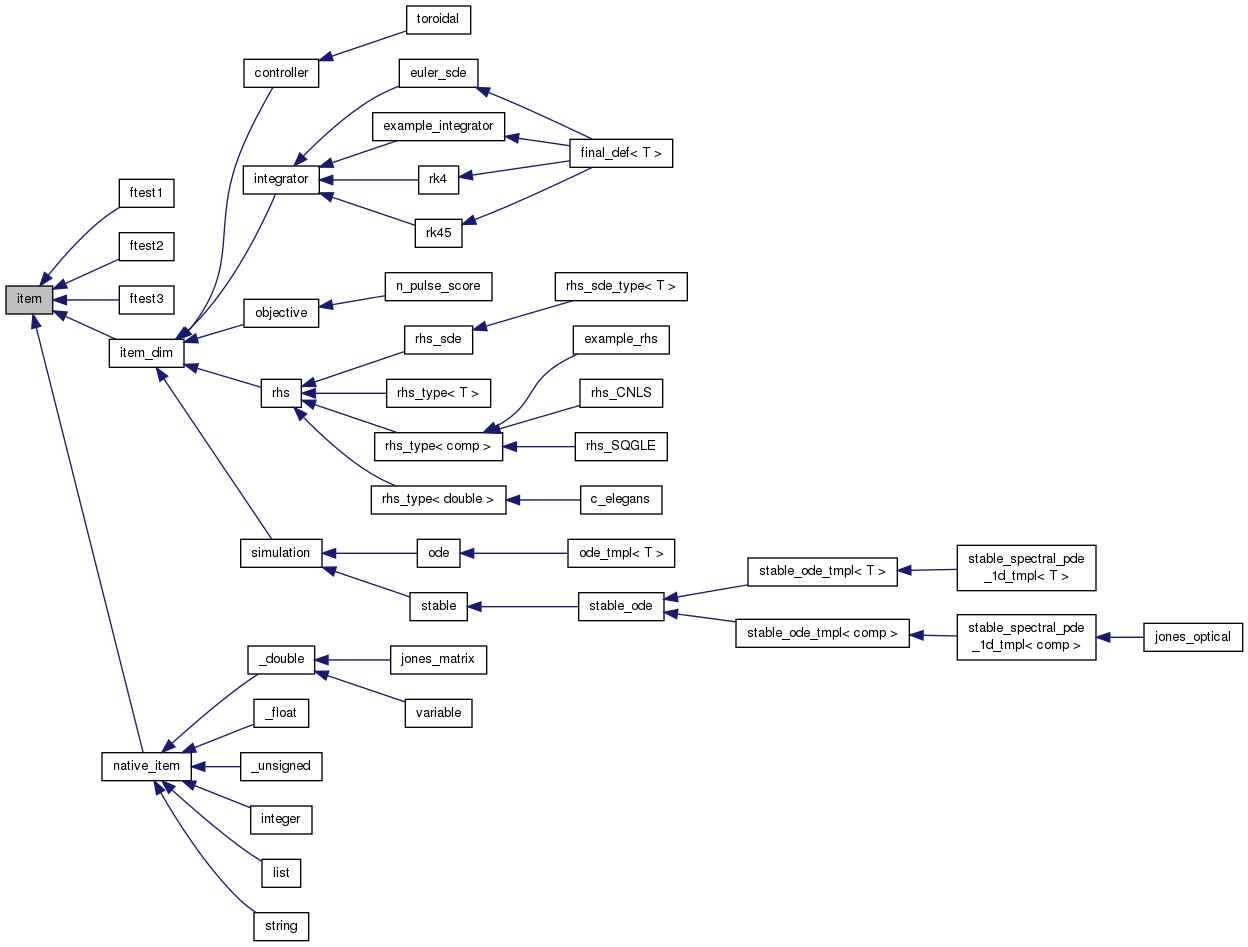 toroidal
controller
euler_sde
example_integrator
final_def< T >
integrator
rk4
ftest1
rk45
ftest2
n_pulse_score
rhs_sde_type< T >
item
ftest3
objective
rhs_sde
example_rhs
item_dim
rhs
rhs_type< T >
rhs_CNLS
rhs_type< comp >
rhs_SQGLE
rhs_type< double >
c_elegans
simulation
ode
ode_tmpl< T >
stable_ode_tmpl< T >
stable_spectral_pde
_1d_tmpl< T >
stable
stable_ode
stable_ode_tmpl< comp >
stable_spectral_pde
_1d_tmpl< comp >
jones_optical
_double
jones_matrix
variable
_float
native_item
_unsigned
integer
list
string